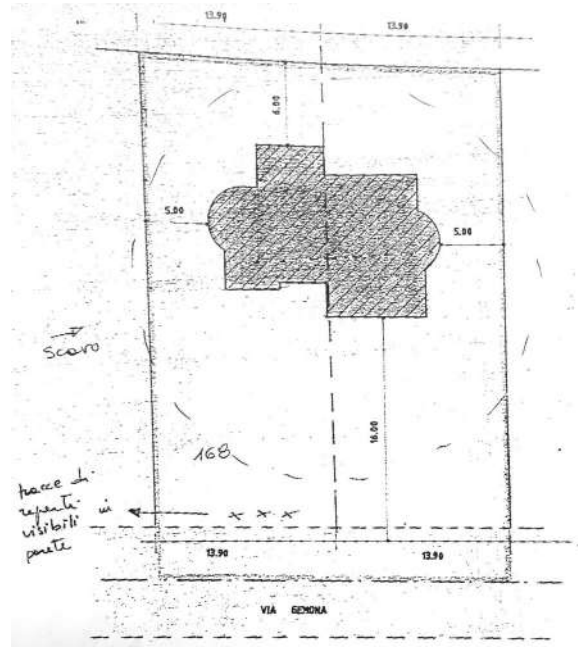 13.90 13.90
6.00
5.00
5.00
Scavo
16.00
168
tracce di
reperti in
visibili
parete
13.90 13.90
VIA GEMONA